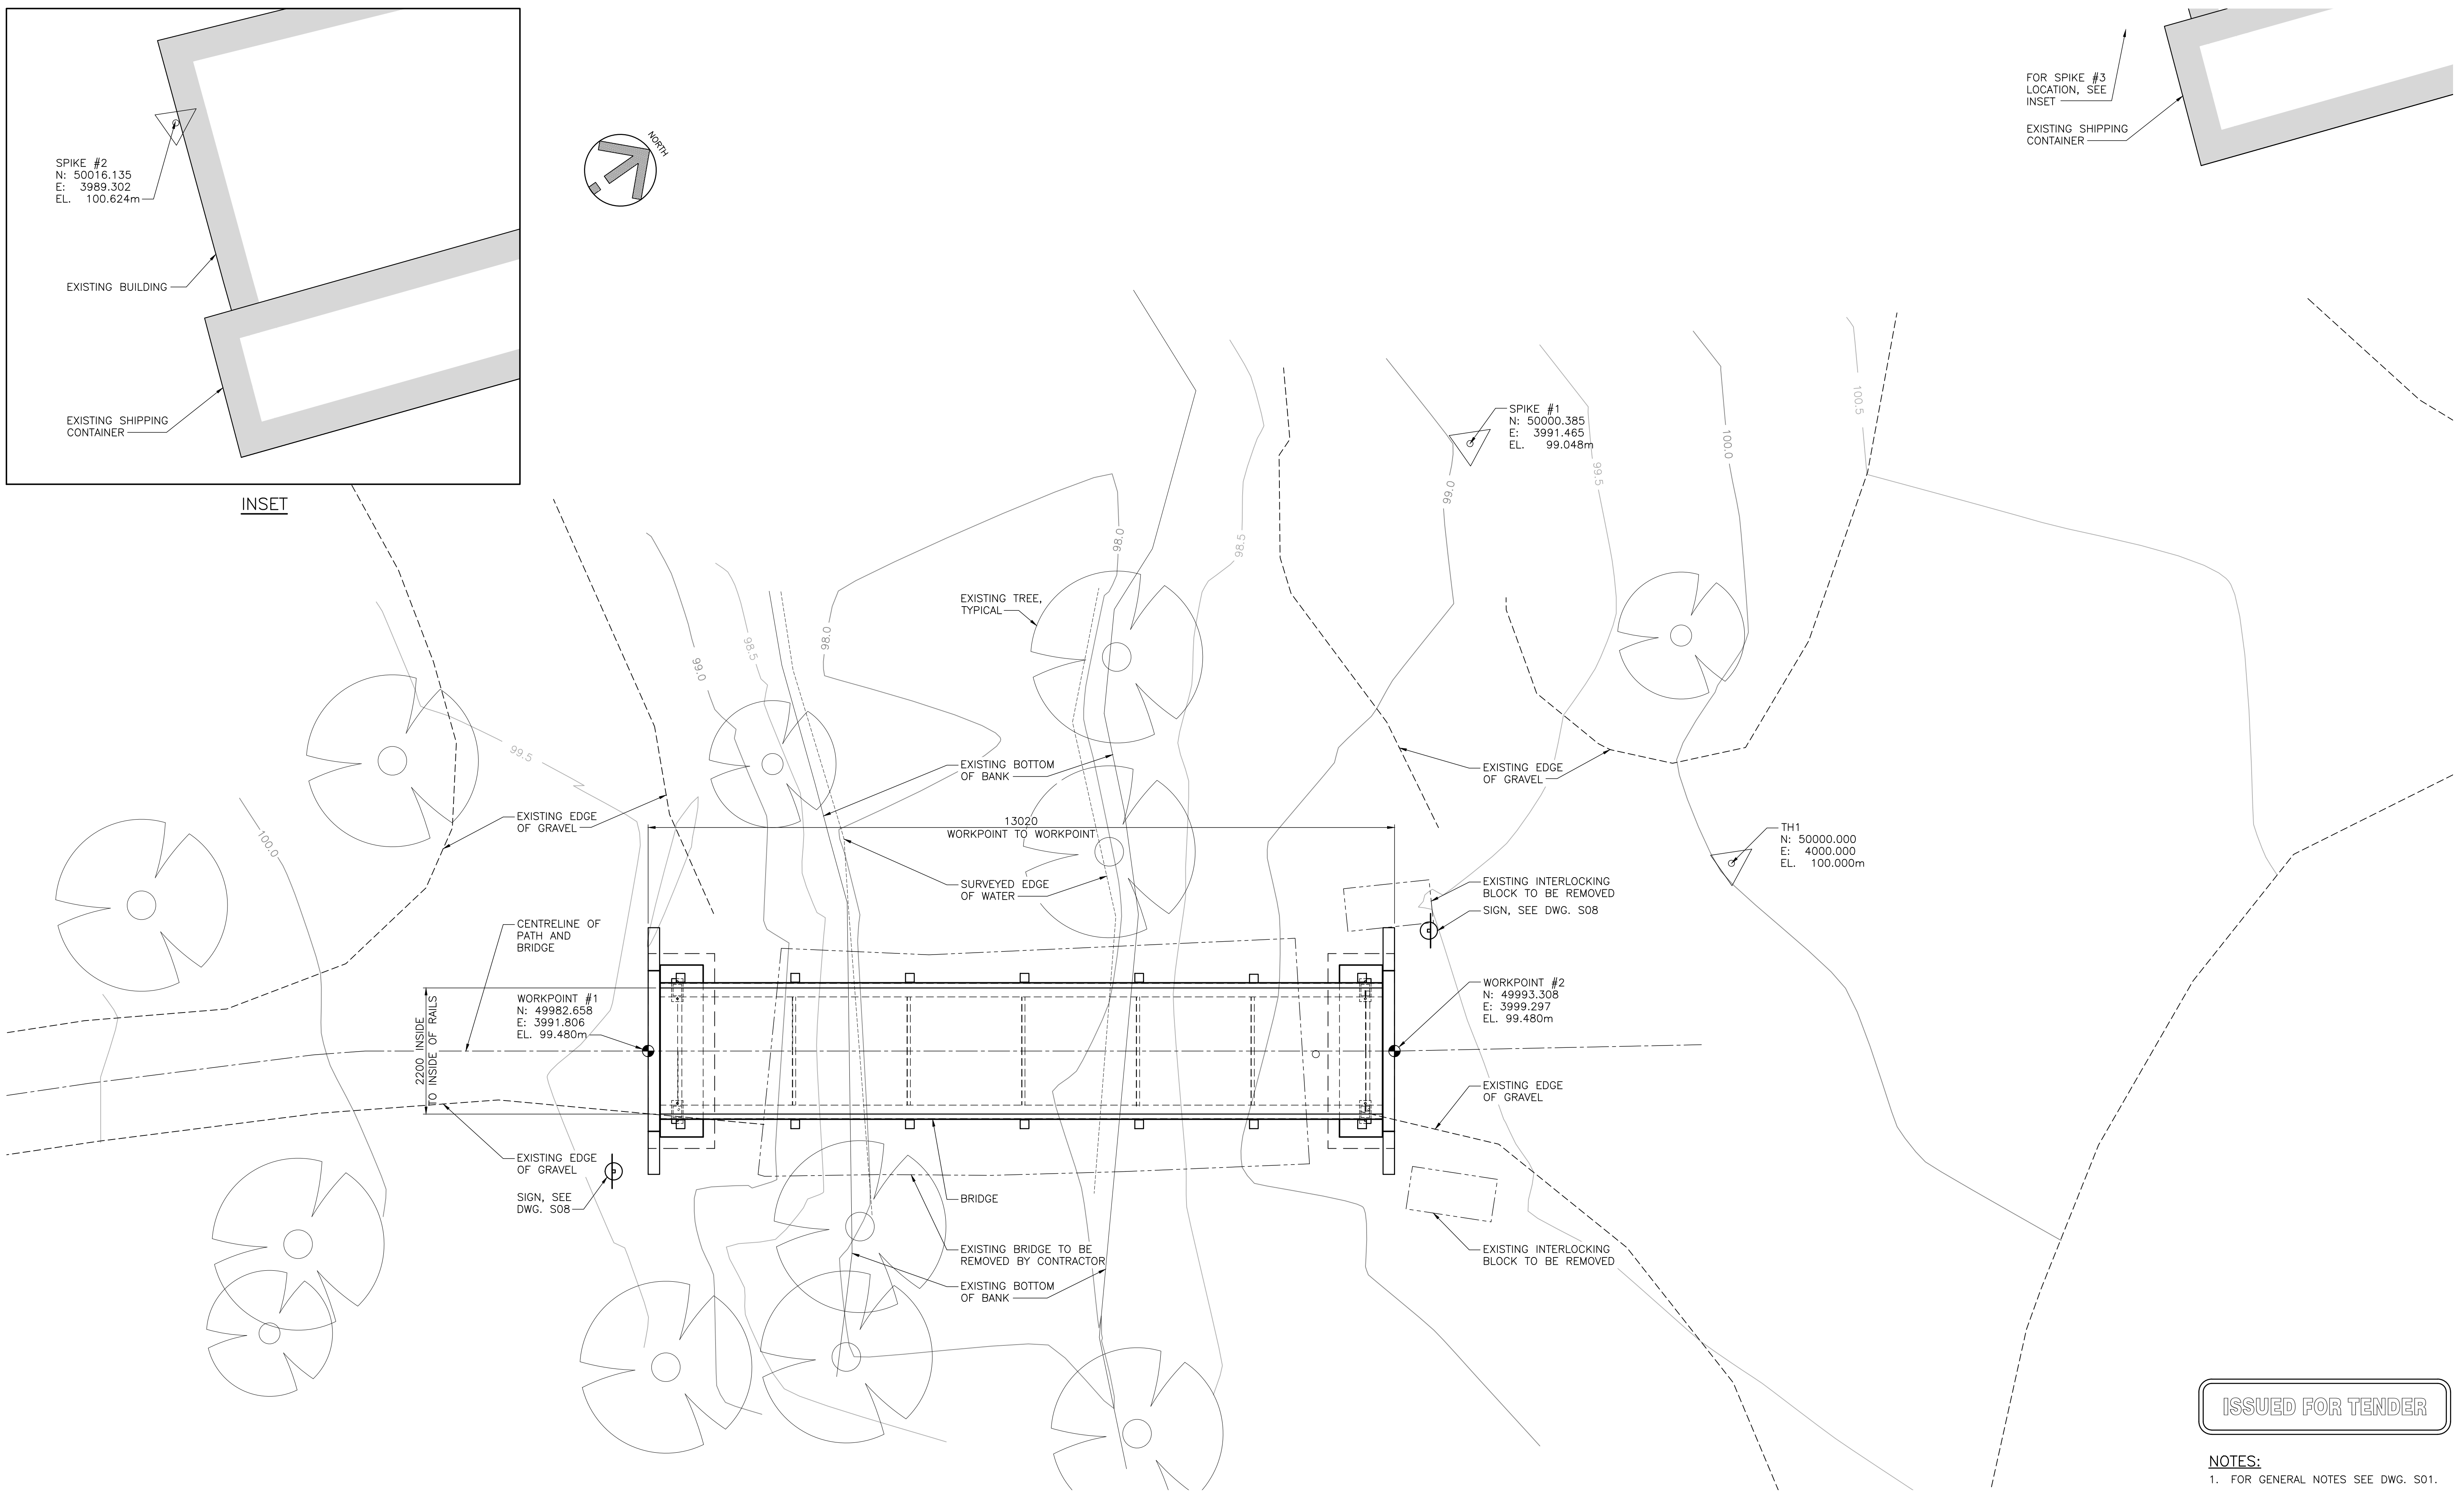 SPIKE #2
N: 50016.135
E: 3989.302
EL. 100.624m
EXISTING BUILDING
EXISTING SHIPPING
CONTAINER
INSET
NORTH
FOR SPIKE #3
LOCATION, SEE
INSET
EXISTING SHIPPING
CONTAINER
SPIKE #1
N: 50000.385
E: 3991.465
EL. 99.048m
100.5
100.0
99.5
99.0
98.5
98.0
98.0
98.5
99.0
99.5
100.0
EXISTING TREE,
TYPICAL
EXISTING BOTTOM
OF BANK
EXISTING EDGE
OF GRAVEL
EXISTING EDGE
OF GRAVEL
13020
WORKPOINT TO WORKPOINT
TH1
N: 50000.000
E: 4000.000
EL. 100.000m
SURVEYED EDGE
OF WATER
EXISTING INTERLOCKING
BLOCK TO BE REMOVED
SIGN, SEE DWG. S08
CENTRELINE OF
PATH AND
BRIDGE
WORKPOINT #1
N: 49982.658
E: 3991.806
EL. 99.480m
WORKPOINT #2
N: 49993.308
E: 3999.297
EL. 99.480m
2200 INSIDE
TO INSIDE OF RAILS
EXISTING EDGE
OF GRAVEL
EXISTING EDGE
OF GRAVEL
SIGN, SEE
DWG. S08
BRIDGE
EXISTING BRIDGE TO BE
REMOVED BY CONTRACTOR
EXISTING INTERLOCKING
BLOCK TO BE REMOVED
EXISTING BOTTOM
OF BANK
ISSUED FOR TENDER
NOTES:
1. FOR GENERAL NOTES SEE DWG. S01.